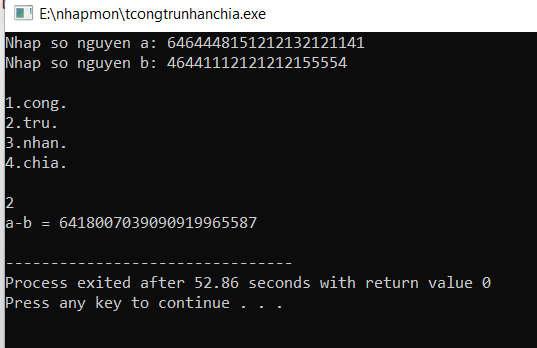 E:\nhapmon\tcongtrunhanchia.exe
Nhap so nguyen a: 6464448151212132121141
Nhap so nguyen b: 46441112121212155554
1.cong.
2.tru.
3.nhan.
4.chia.
2
a-b = 6418007039090919965587
--------------------------------
Process exited after 52.86 seconds with return value 0
Press any key to continue . . .